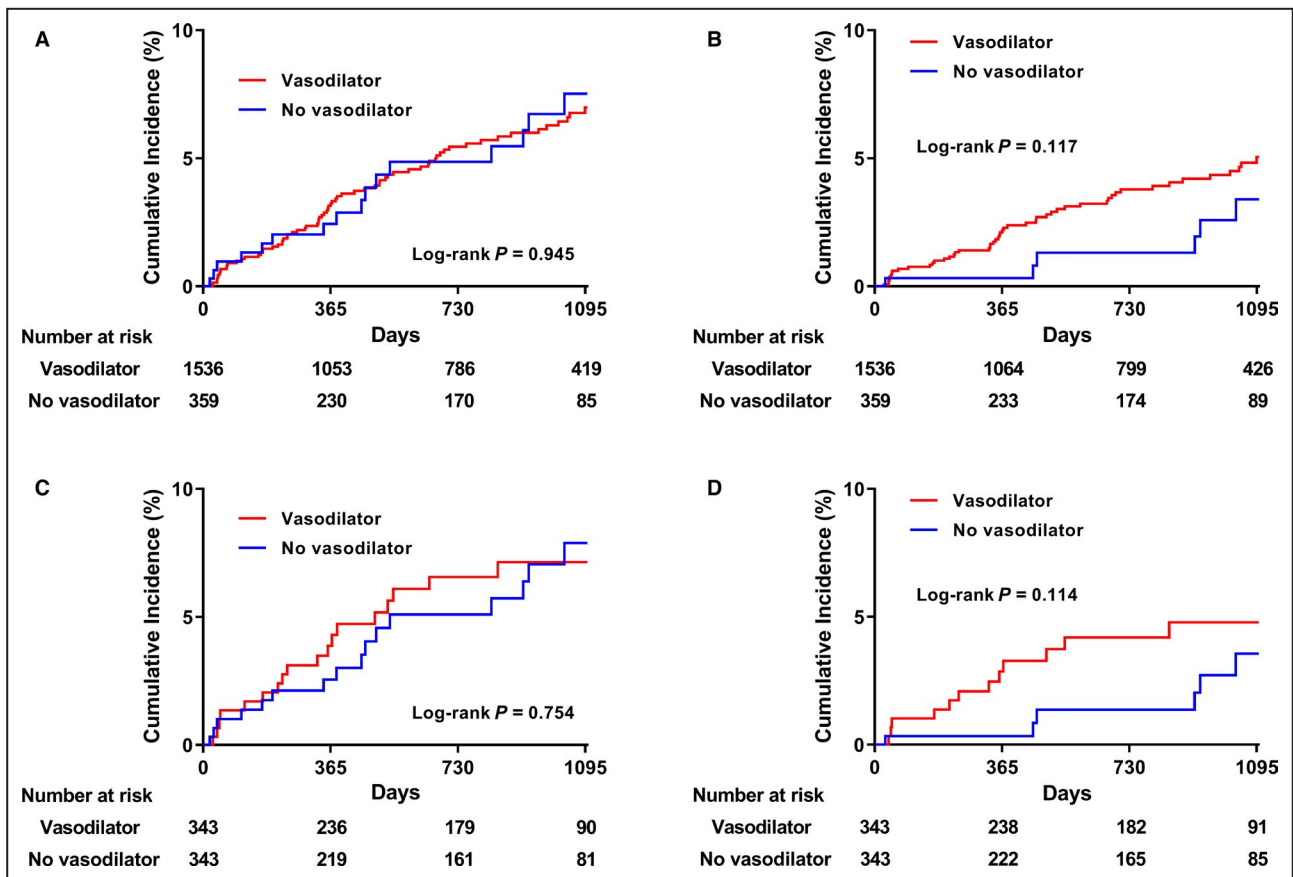 A
Cumulative Incidence (%)
10
5
0
Vasodilator
No vasodilator
Log-rank P = 0.945
0 365 730 1095
Days
Number at risk
Vasodilator 1536 1053 786 419
No vasodilator 359 230 170 85
B
Cumulative Incidence (%)
10
5
0
Vasodilator
No vasodilator
Log-rank P = 0.117
0 365 730 1095
Days
Number at risk
Vasodilator 1536 1064 799 426
No vasodilator 359 233 174 89
C
Cumulative Incidence (%)
10
5
0
Vasodilator
No vasodilator
Log-rank P = 0.754
0 365 730 1095
Days
Number at risk
Vasodilator 343 236 179 90
No vasodilator 343 219 161 81
D
Cumulative Incidence (%)
10
5
0
Vasodilator
No vasodilator
Log-rank P = 0.114
0 365 730 1095
Days
Number at risk
Vasodilator 343 238 182 91
No vasodilator 343 222 165 85